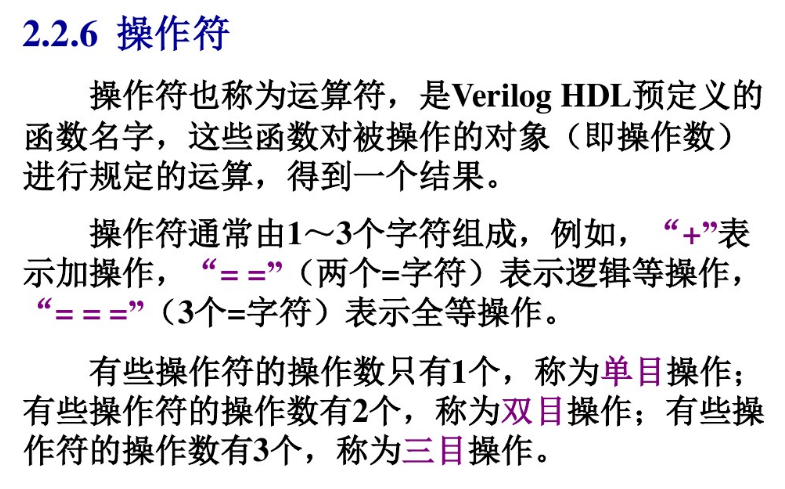 2.2.6 操作符
操作符也称为运算符，是Verilog HDL预定义的
函数名字，这些函数对被操作的对象（即操作数）
进行规定的运算，得到一个结果。
操作符通常由1～3个字符组成，例如，“+”表
示加操作，“= =”（两个=字符）表示逻辑等操作，
“= = =”（3个=字符）表示全等操作。
有些操作符的操作数只有1个，称为单目操作；
有些操作符的操作数有2个，称为双目操作；有些操
作符的操作数有3个，称为三目操作。